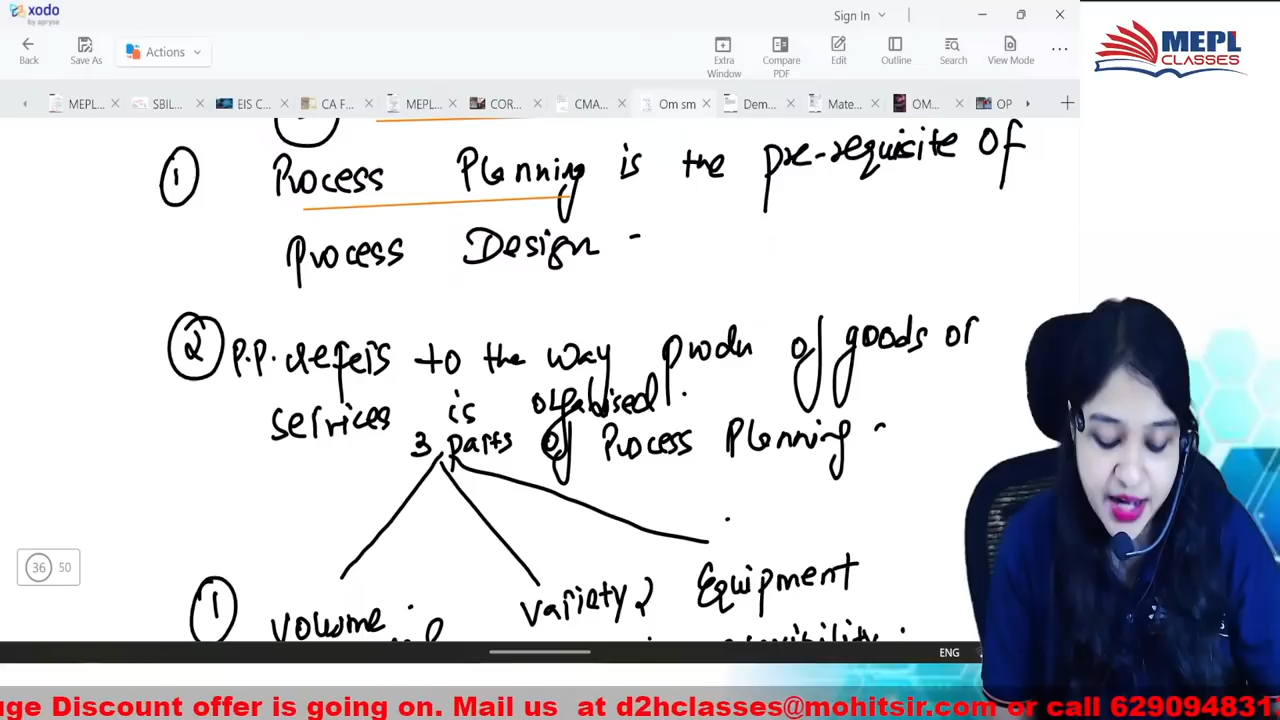 xodo
by apryse
Sign In
Back
Save As
Actions
Extra Window
Compare PDF
Edit
Outline
Search
View Mode
MEPL...
SBIL...
EIS C...
CA F...
MEPL...
COR...
CMA...
Om sm
Dem...
Mate...
OM...
OP
MEPL
CLASSES
1 Process Planning is the pre-requisite of
Process Design -
2 P.P. refers to the way produ of goods or
services is organised.
3 parts of Process Planning -
1 volume variety Equipment
36 50
ENG
uge Discount offer is going on. Mail us at d2hclasses@mohitsir.com or call 629094831